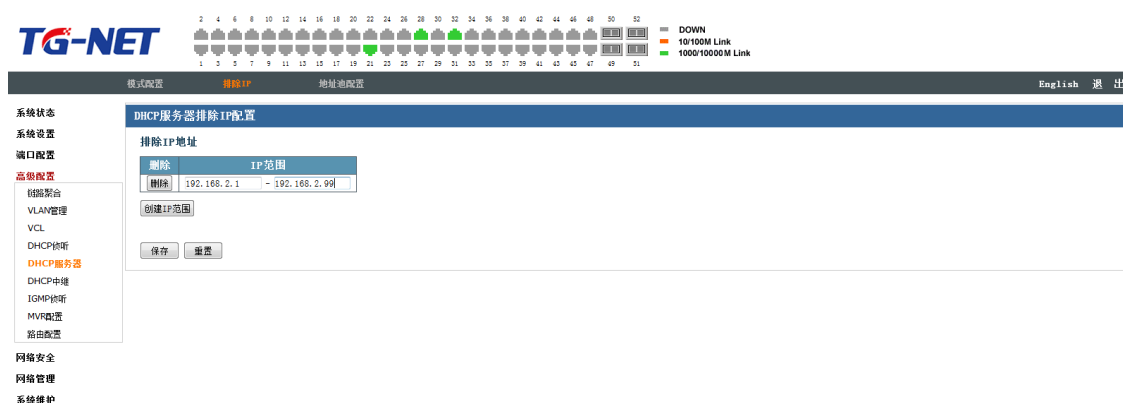 TG-NET
2 4 6 8 10 12 14 16 18 20 22 24 26 28 30 32 34 36 38 40 42 44 46 48 50 52
1 3 5 7 9 11 13 15 17 19 21 23 25 27 29 31 33 35 37 39 41 43 45 47 49 51
DOWN
10/100M Link
1000/10000M Link
模式配置 排除IP 地址池配置 English 退 出
系统状态
系统设置
端口配置
高级配置
链路聚合
VLAN管理
VCL
DHCP侦听
DHCP服务器
DHCP中继
IGMP侦听
MVR配置
路由配置
网络安全
网络管理
系统维护
DHCP服务器排除IP配置
排除IP地址
删除 IP范围
删除 192.168.2.1 - 192.168.2.99
创建IP范围
保存 重置